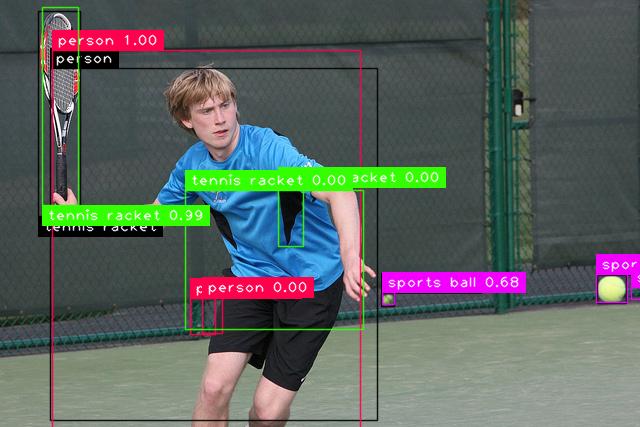 person 1.00
person
tennis racket 0.00
acket 0.00
tennis racket 0.99
tennis racket
p
person 0.00
sports ball 0.68
spor
s